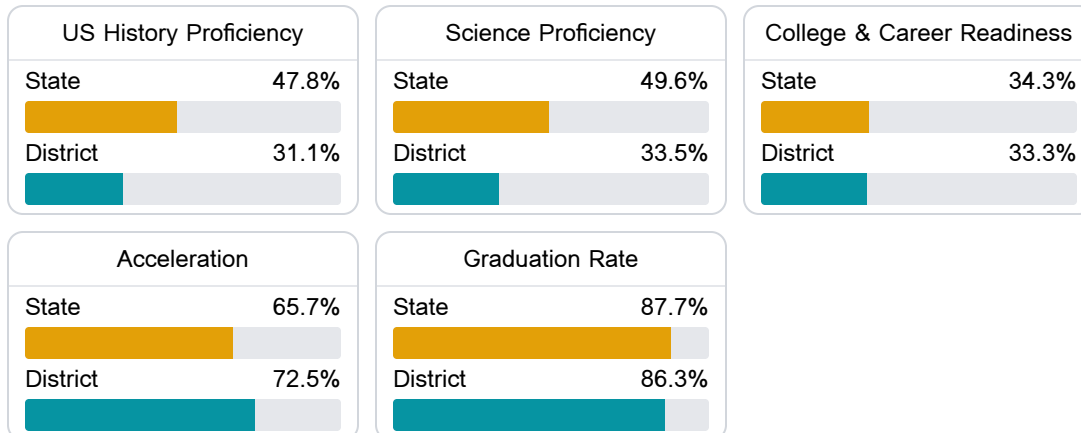 US History Proficiency
State 47.8%
District 31.1%
Science Proficiency
State 49.6%
District 33.5%
College & Career Readiness
State 34.3%
District 33.3%
Acceleration
State 65.7%
District 72.5%
Graduation Rate
State 87.7%
District 86.3%